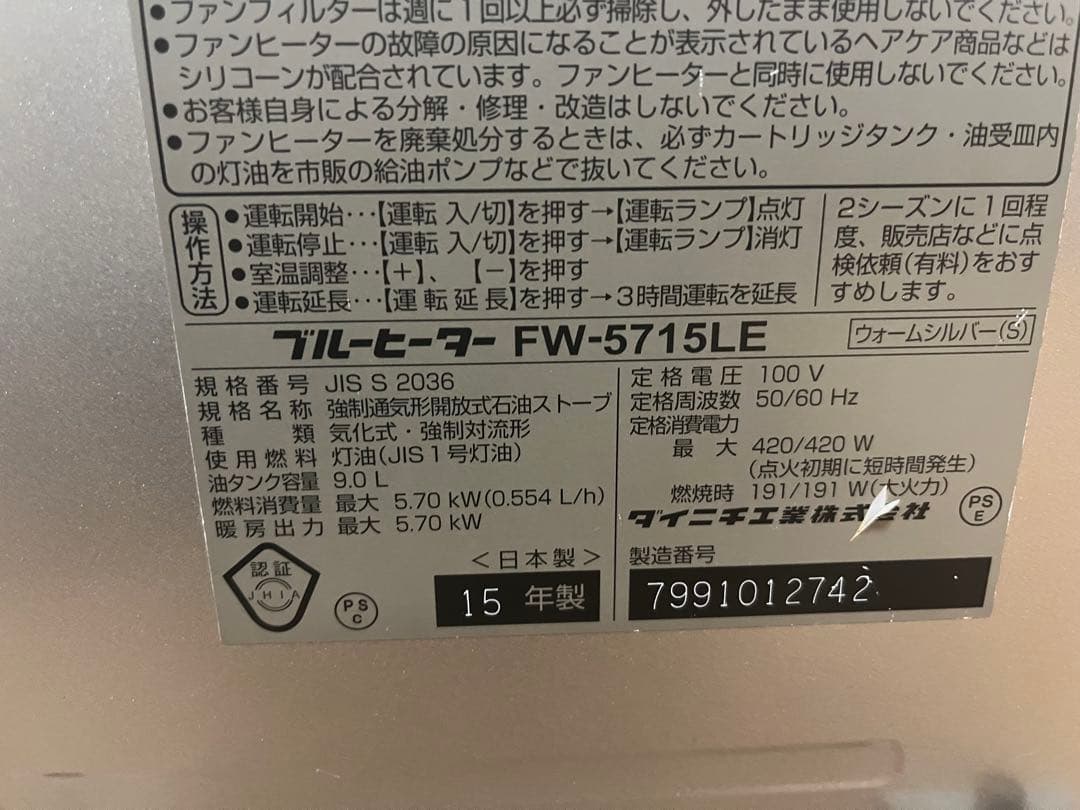 ●ファンフィルターは週に1回以上必ず掃除し、外したまま使用しないでください。
●ファンヒーターの故障の原因になることが表示されているヘアケア商品などは
シリコーンが配合されています。ファンヒーターと同時に使用しないでください。
●お客様自身による分解・修理・改造はしないでください。
●ファンヒーターを廃棄処分するときは、必ずカートリッジタンク・油受皿内
の灯油を市販の給油ポンプなどで抜いてください。
操作方法
●運転開始･･･【運転 入/切】を押す→【運転ランプ】点灯
●運転停止･･･【運転 入/切】を押す→【運転ランプ】消灯
●室温調整･･･【＋】、【－】を押す
●運転延長･･･【運転延長】を押す→3時間運転を延長
2シーズンに1回程
度、販売店などに点
検依頼(有料)をおす
すめします。
ブルーヒーター FW-5715LE
ウォームシルバー(S)
規格番号 JIS S 2036
規格名称 強制通気形開放式石油ストーブ
種類 気化式・強制対流形
使用燃料 灯油(JIS1号灯油)
油タンク容量 9.0 L
燃料消費量 最大 5.70 kW(0.554 L/h)
暖房出力 最大 5.70 kW
定格電圧 100 V
定格周波数 50/60 Hz
定格消費電力
最大 420/420 W
(点火初期に短時間発生)
燃焼時 191/191 W(大火力)
ダイニチ工業株式会社
PS
E
認証
JHIA
PS
C
<日本製>
15 年製
製造番号
7991012742